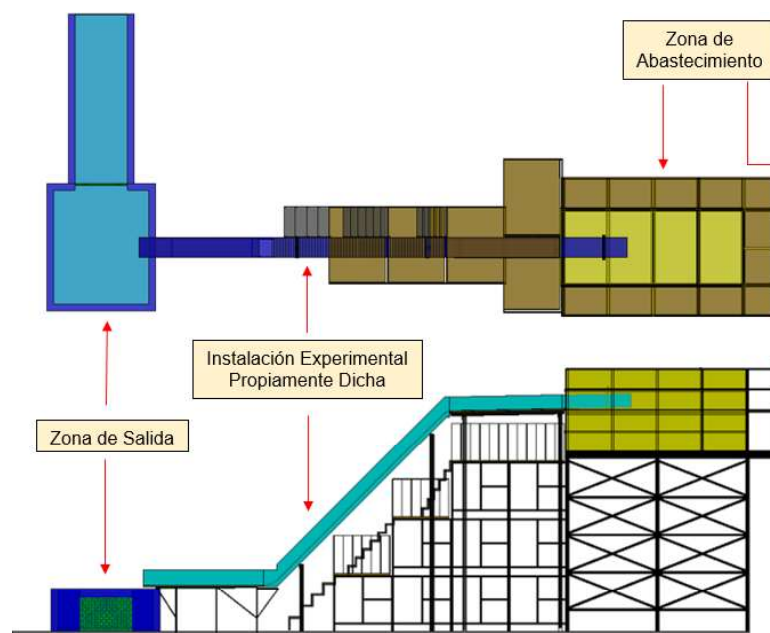 Zona de
Abastecimiento
Instalación Experimental
Propiamente Dicha
Zona de Salida